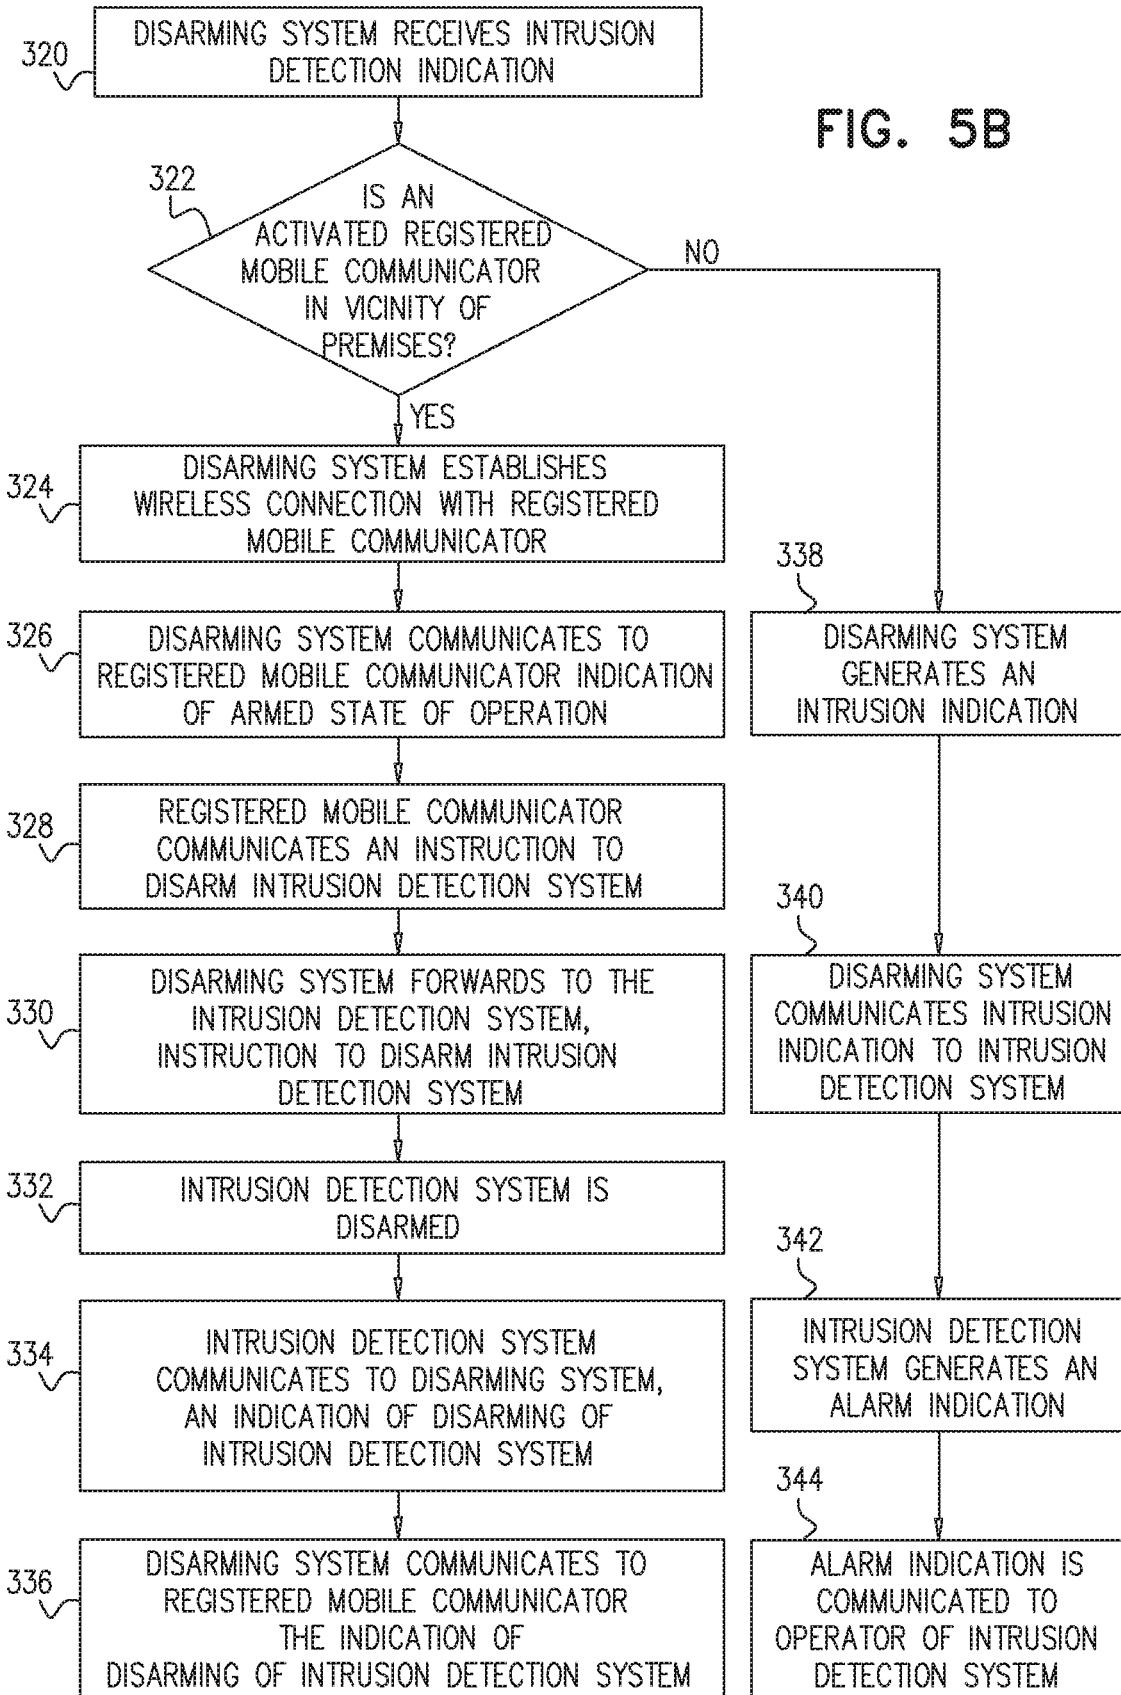 320
DISARMING SYSTEM RECEIVES INTRUSION
DETECTION INDICATION
FIG. 5B
322
IS AN
ACTIVATED REGISTERED
MOBILE COMMUNICATOR
IN VICINITY OF
PREMISES?
NO
YES
324
DISARMING SYSTEM ESTABLISHES
WIRELESS CONNECTION WITH REGISTERED
MOBILE COMMUNICATOR
326
DISARMING SYSTEM COMMUNICATES TO
REGISTERED MOBILE COMMUNICATOR INDICATION
OF ARMED STATE OF OPERATION
328
REGISTERED MOBILE COMMUNICATOR
COMMUNICATES AN INSTRUCTION TO
DISARM INTRUSION DETECTION SYSTEM
330
DISARMING SYSTEM FORWARDS TO THE
INTRUSION DETECTION SYSTEM,
INSTRUCTION TO DISARM INTRUSION
DETECTION SYSTEM
332
INTRUSION DETECTION SYSTEM IS
DISARMED
334
INTRUSION DETECTION SYSTEM
COMMUNICATES TO DISARMING SYSTEM,
AN INDICATION OF DISARMING OF
INTRUSION DETECTION SYSTEM
336
DISARMING SYSTEM COMMUNICATES TO
REGISTERED MOBILE COMMUNICATOR
THE INDICATION OF
DISARMING OF INTRUSION DETECTION SYSTEM
338
DISARMING SYSTEM
GENERATES AN
INTRUSION INDICATION
340
DISARMING SYSTEM
COMMUNICATES INTRUSION
INDICATION TO INTRUSION
DETECTION SYSTEM
342
INTRUSION DETECTION
SYSTEM GENERATES AN
ALARM INDICATION
344
ALARM INDICATION IS
COMMUNICATED TO
OPERATOR OF INTRUSION
DETECTION SYSTEM